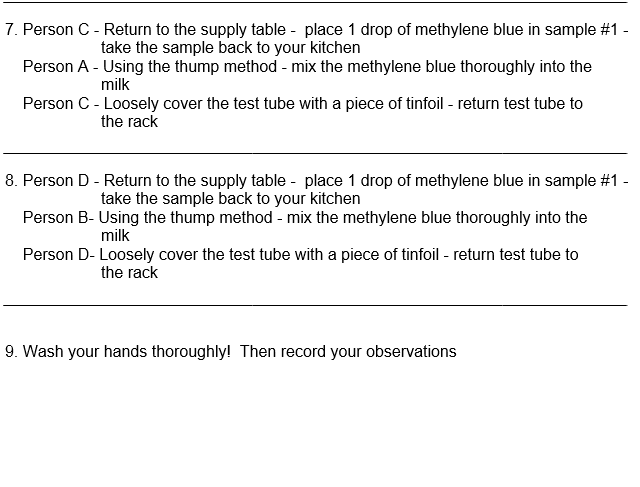 7. Person C - Return to the supply table -  place 1 drop of methylene blue in sample #1 -
take the sample back to your kitchen
Person A - Using the thump method - mix the methylene blue thoroughly into the
milk
Person C - Loosely cover the test tube with a piece of tinfoil - return test tube to
the rack
8. Person D - Return to the supply table -  place 1 drop of methylene blue in sample #1 -
take the sample back to your kitchen
Person B- Using the thump method - mix the methylene blue thoroughly into the
milk
Person D- Loosely cover the test tube with a piece of tinfoil - return test tube to
the rack
9. Wash your hands thoroughly!  Then record your observations